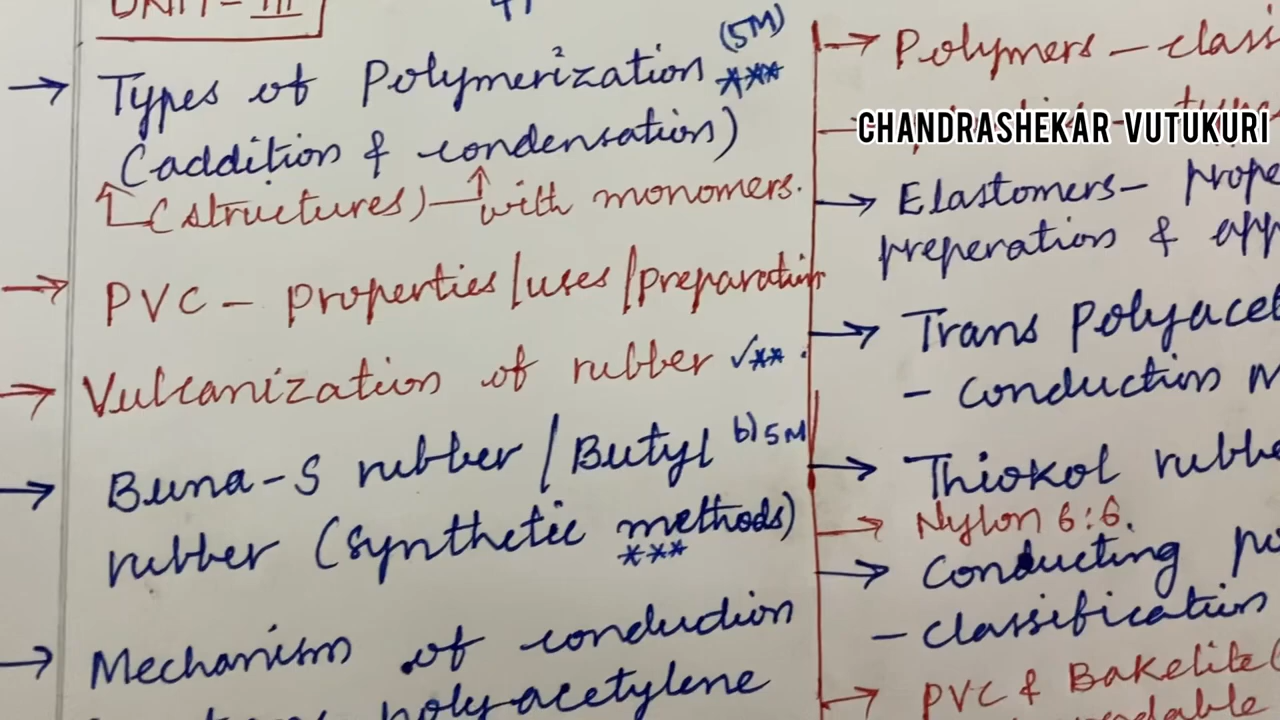 UNIT-III
→ Types of Polymerization (5M) ***
(addition & condensation)
(structures) with monomers.
→ PVC - properties/uses/preparation
→ Vulcanization of rubber √**.
→ Buna-S rubber / Butyl b) 5M
rubber (synthetic methods)
***
→ Mechanism of conduction
polyacetylene
→ Polymers - classi
CHANDRASHEKAR VUTUKURI
→ Elastomers - prope
preperation & app
→ Trans Polyacet
- Conduction M
→ Thiokol rubbe
→ Nylon 6:6.
→ Conducting po
- classification
→ PVC & Bakelite (